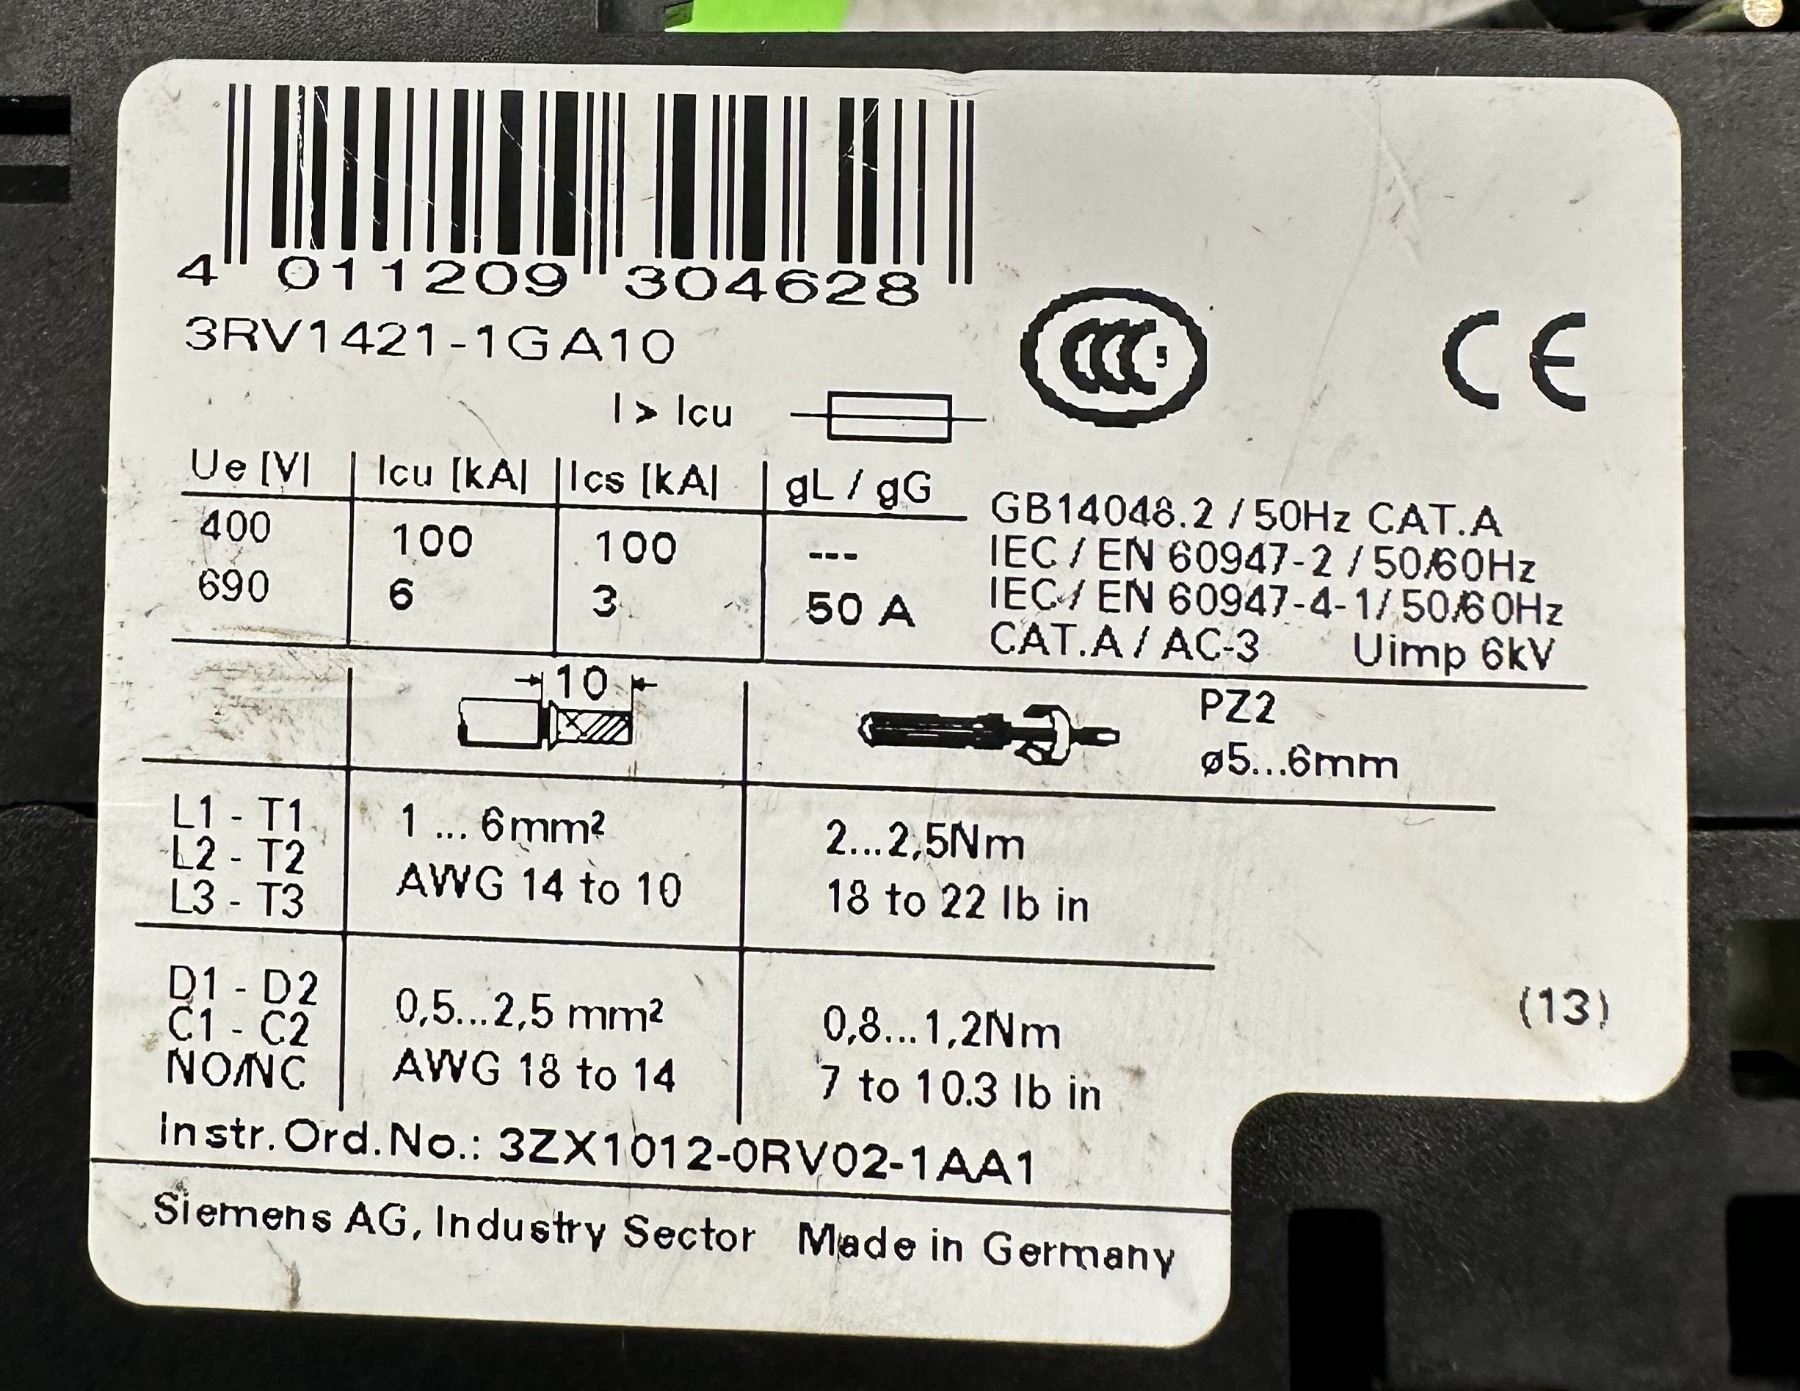 4 011209 304628
3RV1421-1GA10
I > Icu
CCC CE
Ue [V] Icu [kA] Ics [kA] gL / gG
400 100 100 ---
690 6 3 50 A
GB14048.2 / 50Hz CAT.A
IEC / EN 60947-2 / 50/60Hz
IEC / EN 60947-4-1/ 50/60Hz
CAT.A / AC-3 Uimp 6kV
10 PZ2
ø5...6mm
L1 - T1
L2 - T2
L3 - T3
1 ... 6mm²
AWG 14 to 10
2...2,5Nm
18 to 22 lb in
D1 - D2
C1 - C2
NO/NC
0,5...2,5 mm²
AWG 18 to 14
0,8...1,2Nm
7 to 10.3 lb in
(13)
Instr.Ord.No.: 3ZX1012-0RV02-1AA1
Siemens AG, Industry Sector Made in Germany